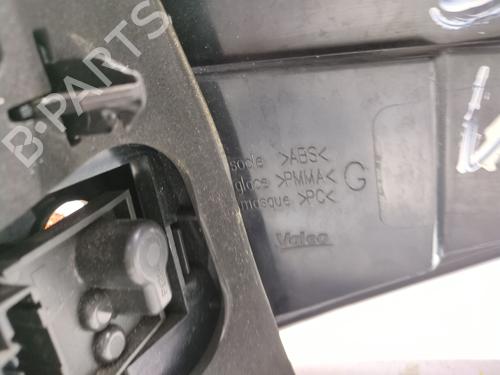 B-PARTS
socle >ABS<
glace >PMMA<
masque >PC<
G
Valeo